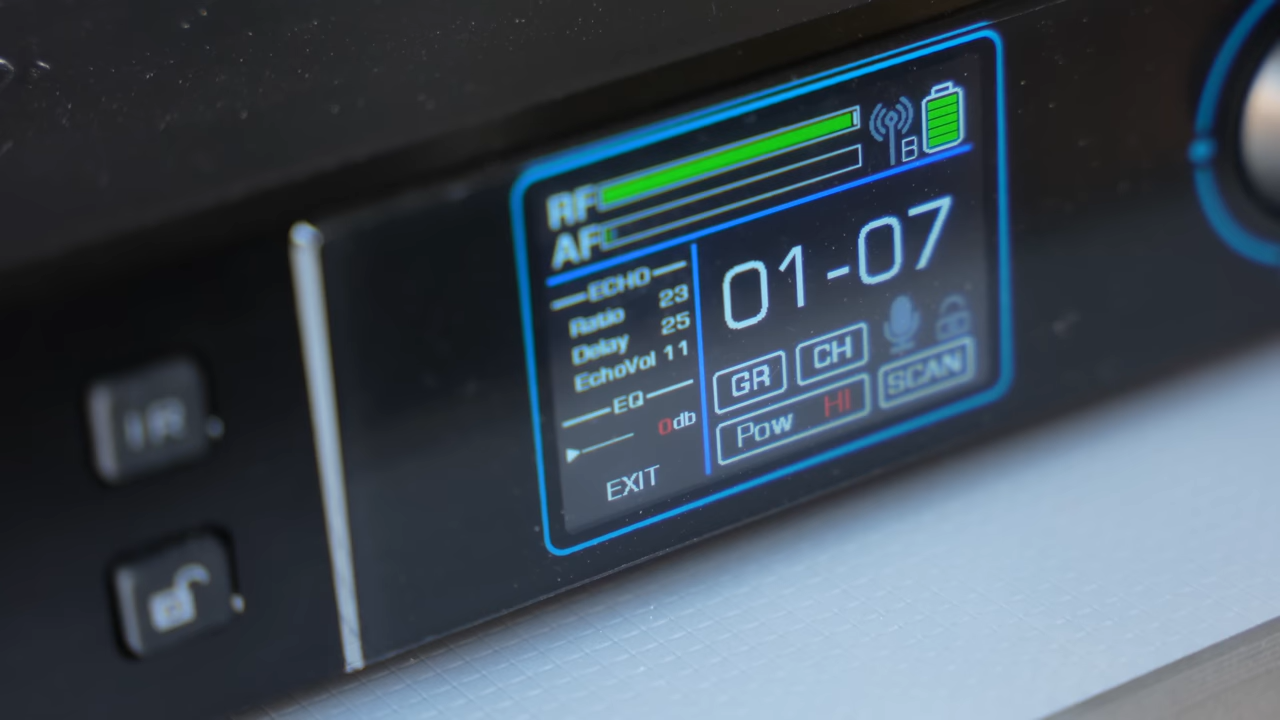 RF
AF
B
ECHO
Ratio 23
Delay 25
EchoVol 11
EQ
0db
EXIT
01-07
GR CH
Pow HI SCAN
IR